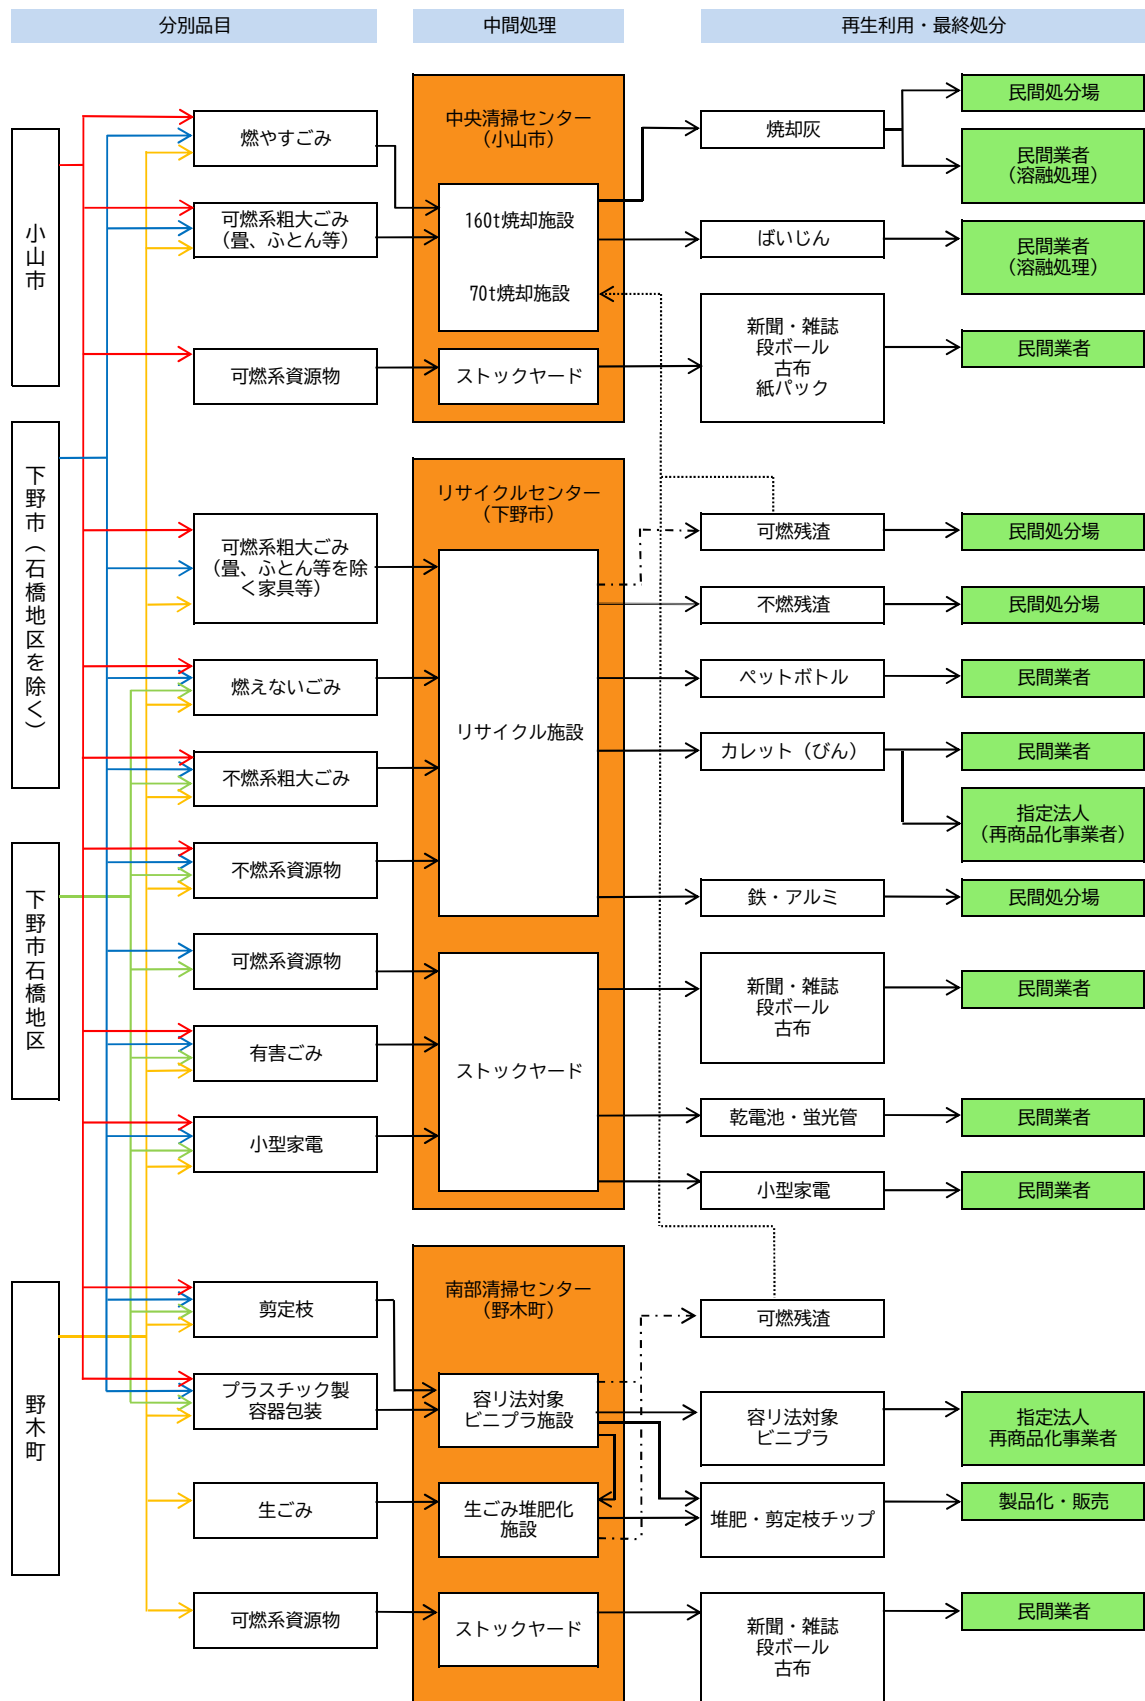 分別品目
中間処理
再生利用・最終処分
小山市
下野市（石橋地区を除く）
下野市石橋地区
野木町
燃やすごみ
可燃系粗大ごみ
（畳、ふとん等）
可燃系資源物
可燃系粗大ごみ
（畳、ふとん等を除
く家具等）
燃えないごみ
不燃系粗大ごみ
不燃系資源物
可燃系資源物
有害ごみ
小型家電
剪定枝
プラスチック製
容器包装
生ごみ
可燃系資源物
中央清掃センター
（小山市）
160t焼却施設
70t焼却施設
ストックヤード
リサイクルセンター
（下野市）
リサイクル施設
ストックヤード
南部清掃センター
（野木町）
容リ法対象
ビニプラ施設
生ごみ堆肥化
施設
ストックヤード
焼却灰
ばいじん
新聞・雑誌
段ボール
古布
紙パック
可燃残渣
不燃残渣
ペットボトル
カレット（びん）
鉄・アルミ
新聞・雑誌
段ボール
古布
乾電池・蛍光管
小型家電
可燃残渣
容リ法対象
ビニプラ
堆肥・剪定枝チップ
新聞・雑誌
段ボール
古布
民間処分場
民間業者
（溶融処理）
民間業者
（溶融処理）
民間業者
民間処分場
民間処分場
民間業者
民間業者
指定法人
（再商品化事業者）
民間処分場
民間業者
民間業者
民間業者
指定法人
再商品化事業者
製品化・販売
民間業者